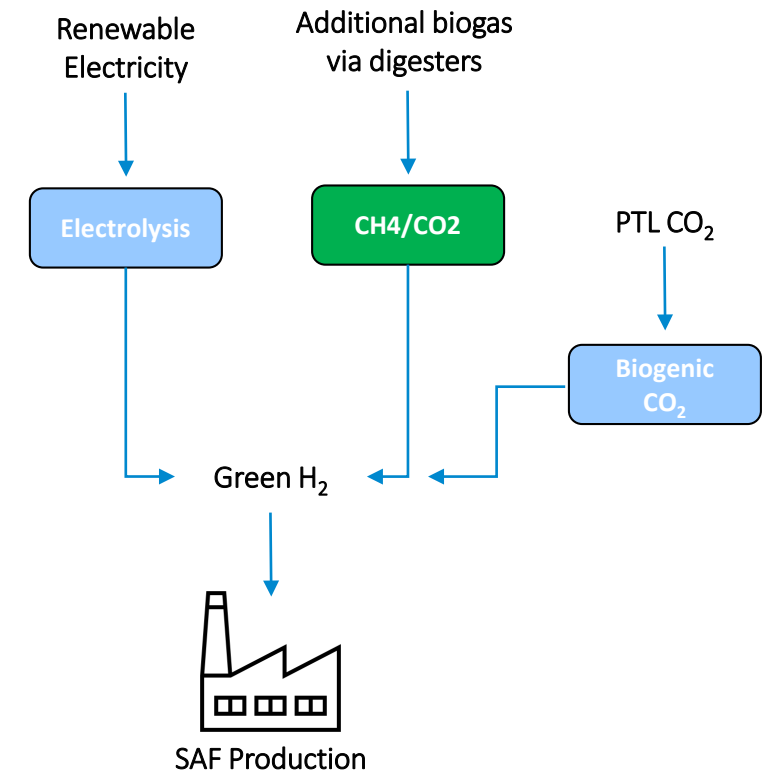 Renewable
Electricity
Additional biogas
via digesters
Electrolysis
CH4/CO2
PTL CO₂
Biogenic
CO₂
Green H₂
SAF Production